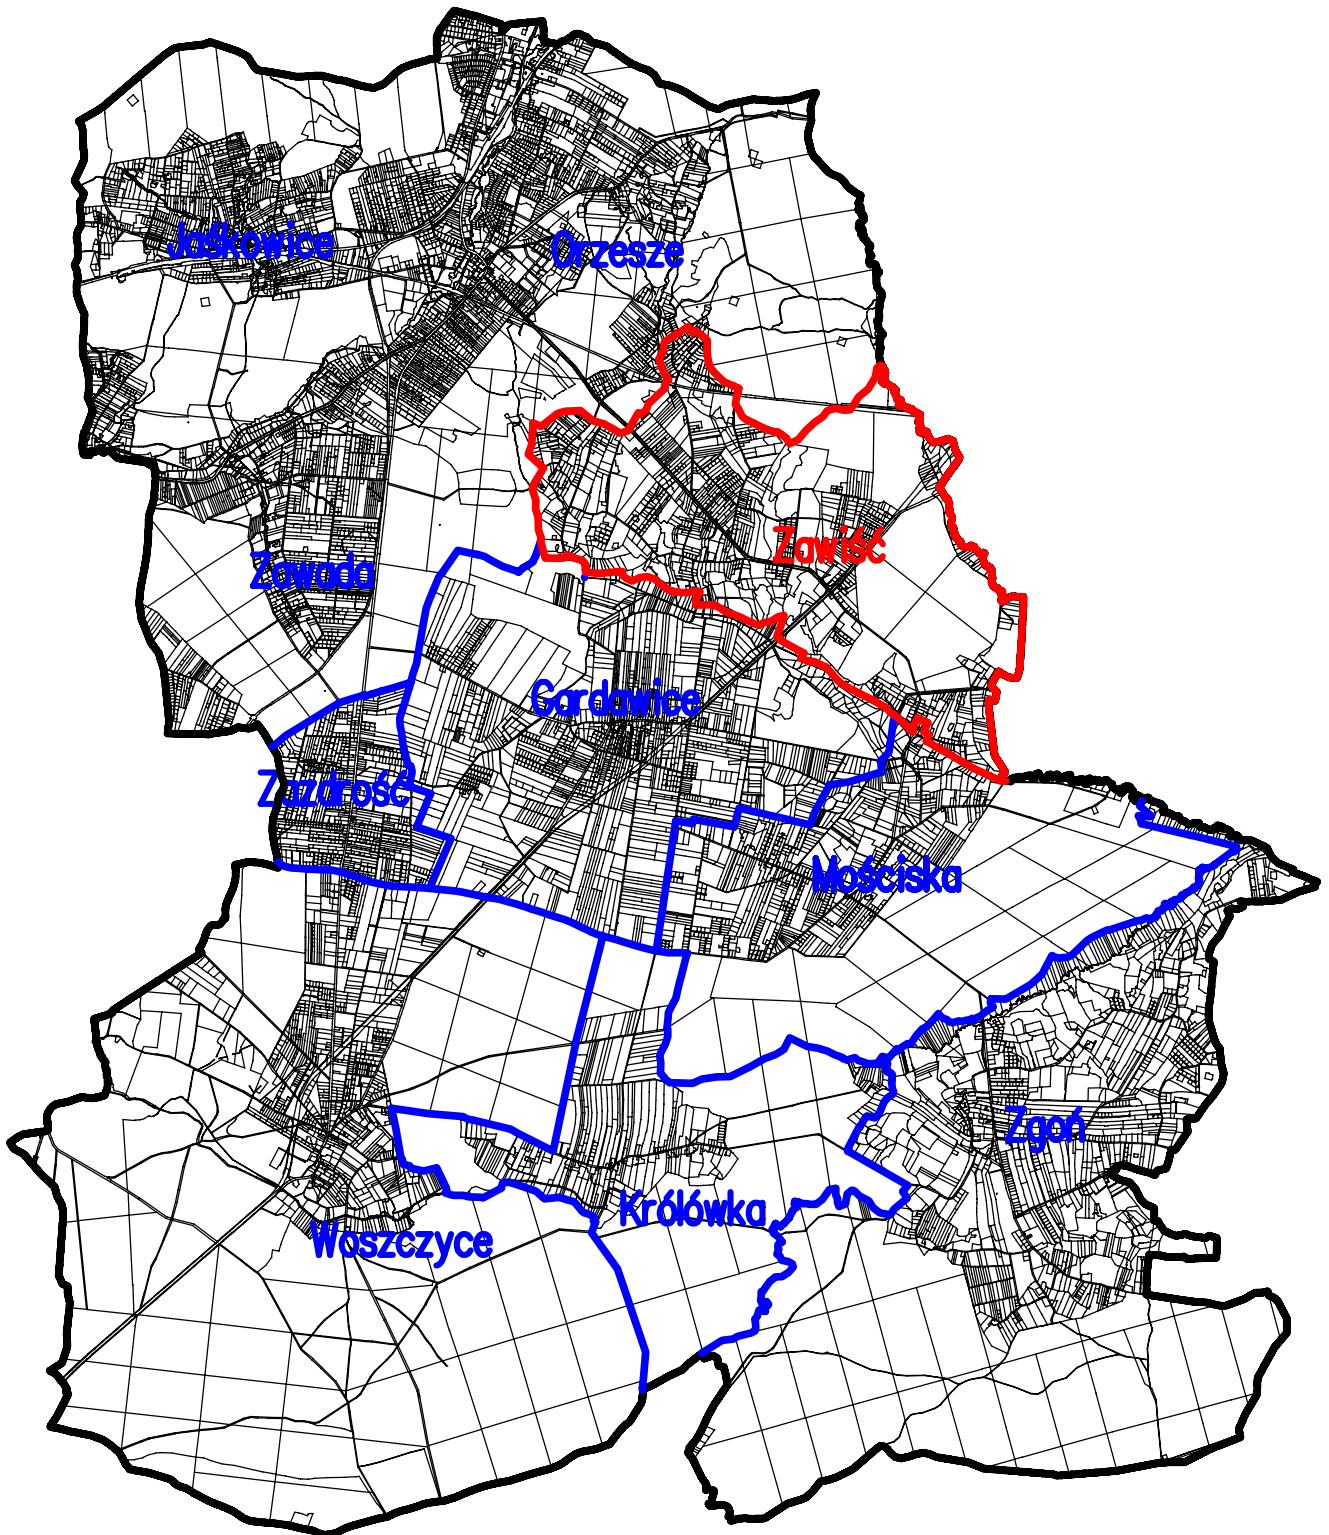 Jaśkowice
Orzesze
Zawiść
Zawada
Gardawice
Zazdrość
Mościska
Zgoń
Królówka
Woszczyce